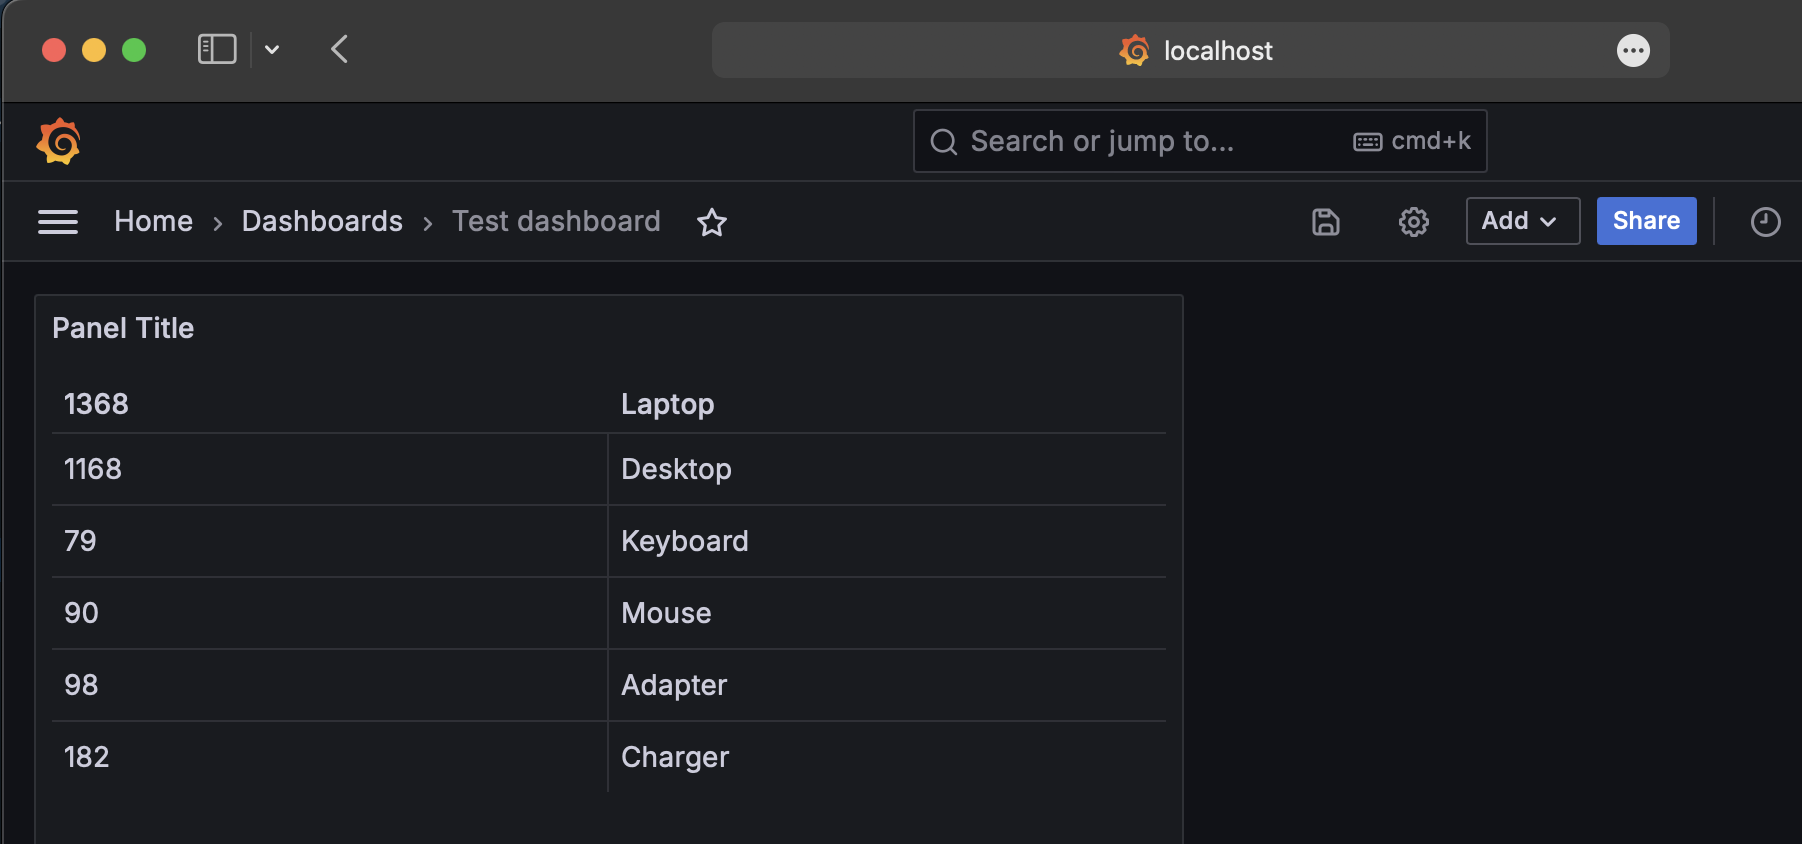 localhost
Search or jump to...
cmd+k
Home › Dashboards › Test dashboard
Add
Share
Panel Title
1368 Laptop
1168 Desktop
79 Keyboard
90 Mouse
98 Adapter
182 Charger